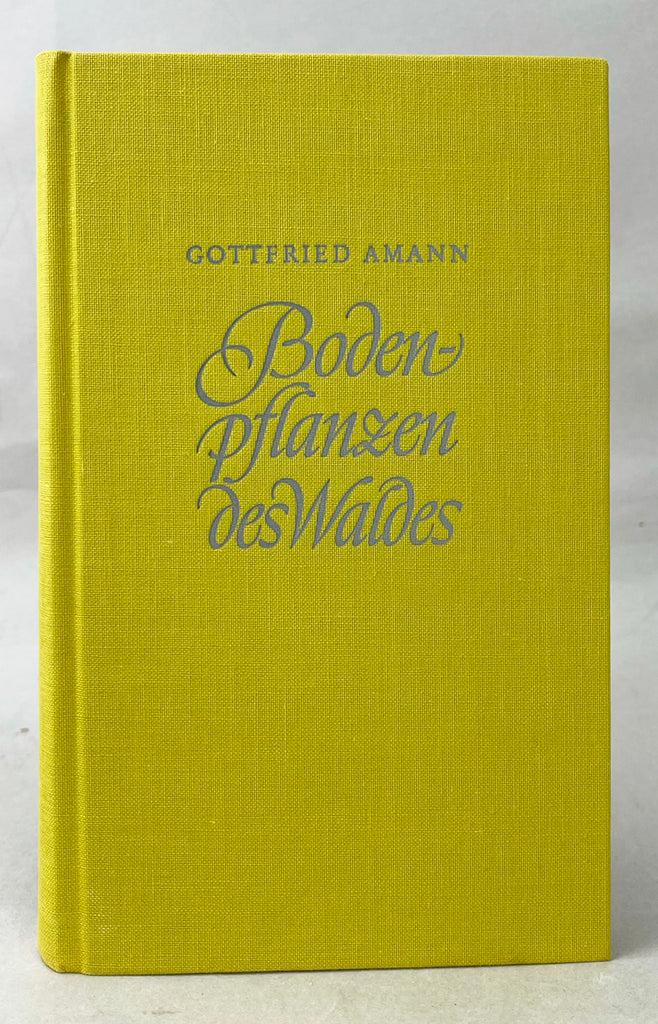 GOTTFRIED AMANN
Boden-
pflanzen
des Waldes